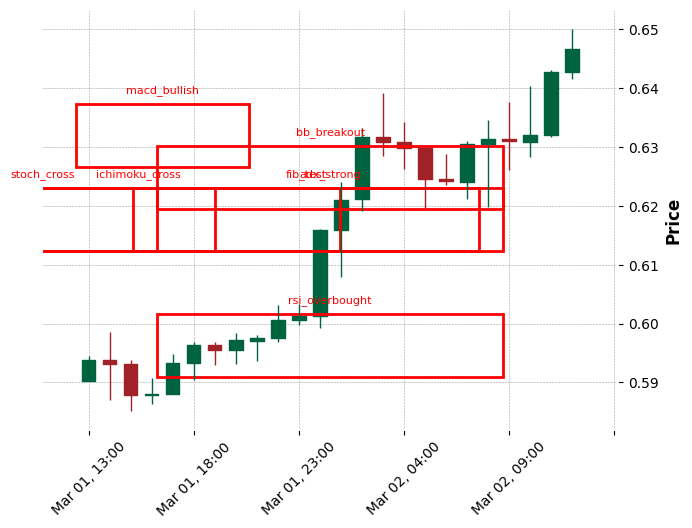 0.65
0.64
macd_bullish
0.63
bb_breakout
stoch_cross
ichimoku_cross
0.62
Price
0.61
rsi_overbought
0.60
0.59
Mar 01, 13:00
Mar 01, 18:00
Mar 01, 23:00
Mar 02, 04:00
Mar 02, 09:00